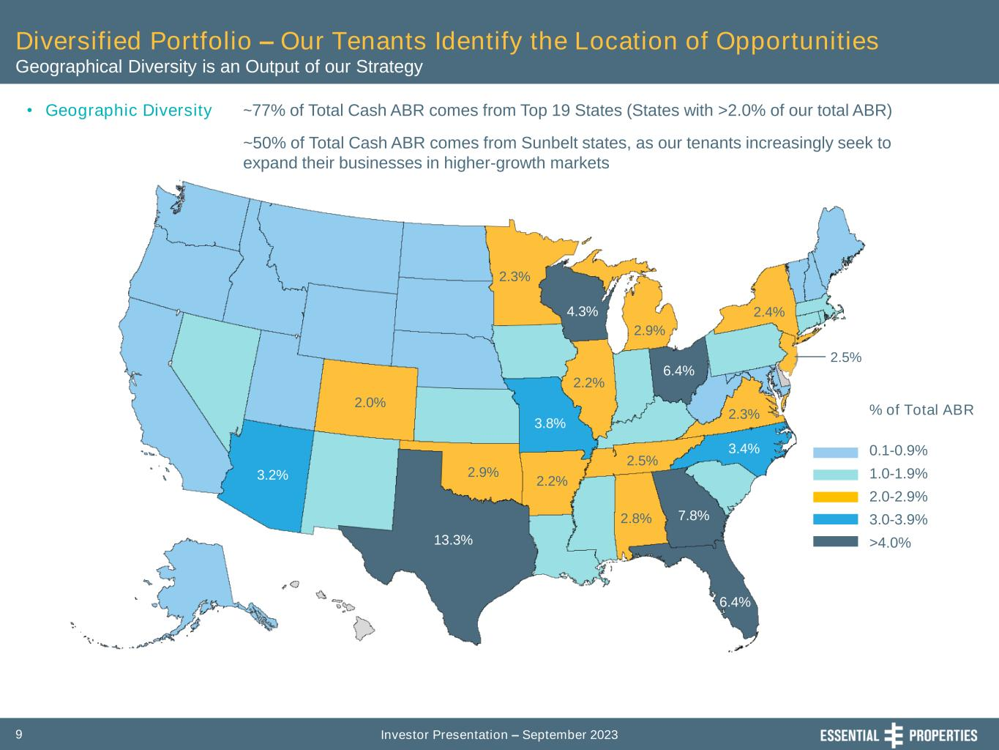 Diversified Portfolio – Our Tenants Identify the Location of Opportunities
Geographical Diversity is an Output of our Strategy
• Geographic Diversity
~77% of Total Cash ABR comes from Top 19 States (States with >2.0% of our total ABR)
~50% of Total Cash ABR comes from Sunbelt states, as our tenants increasingly seek to
expand their businesses in higher-growth markets
2.3%
4.3%
2.9%
2.4%
2.5%
6.4%
2.2%
2.0%
3.8%
2.3%
3.4%
3.2%
2.9%
2.2%
2.5%
2.8%
7.8%
13.3%
6.4%
% of Total ABR
0.1-0.9%
1.0-1.9%
2.0-2.9%
3.0-3.9%
>4.0%
9
Investor Presentation – September 2023
ESSENTIAL PROPERTIES